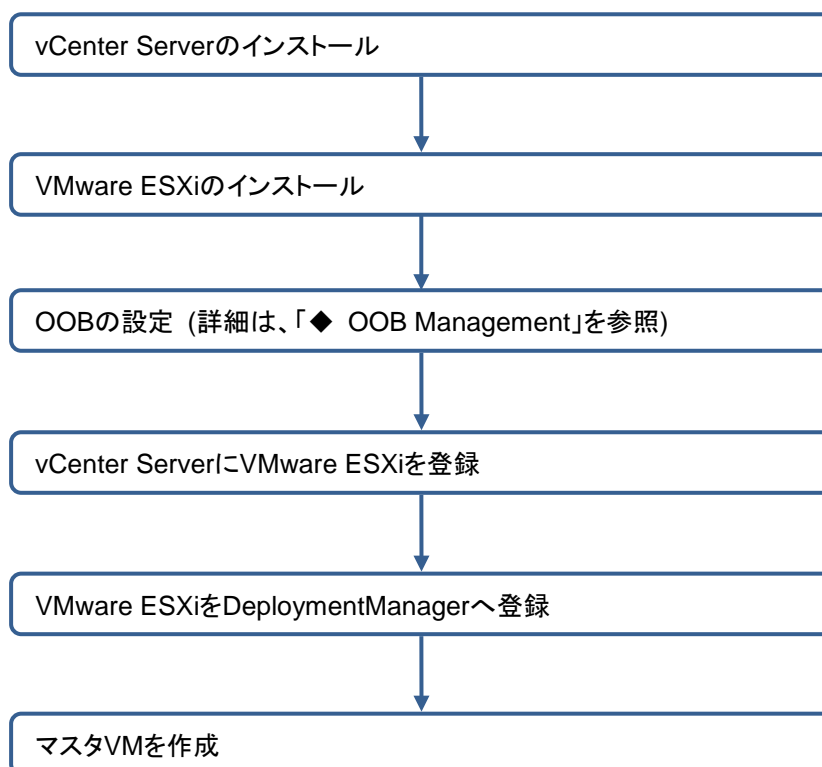 vCenter Serverのインストール
VMware ESXiのインストール
OOBの設定 (詳細は、「◆ OOB Management」を参照)
vCenter ServerにVMware ESXiを登録
VMware ESXiをDeploymentManagerへ登録
マスタVMを作成